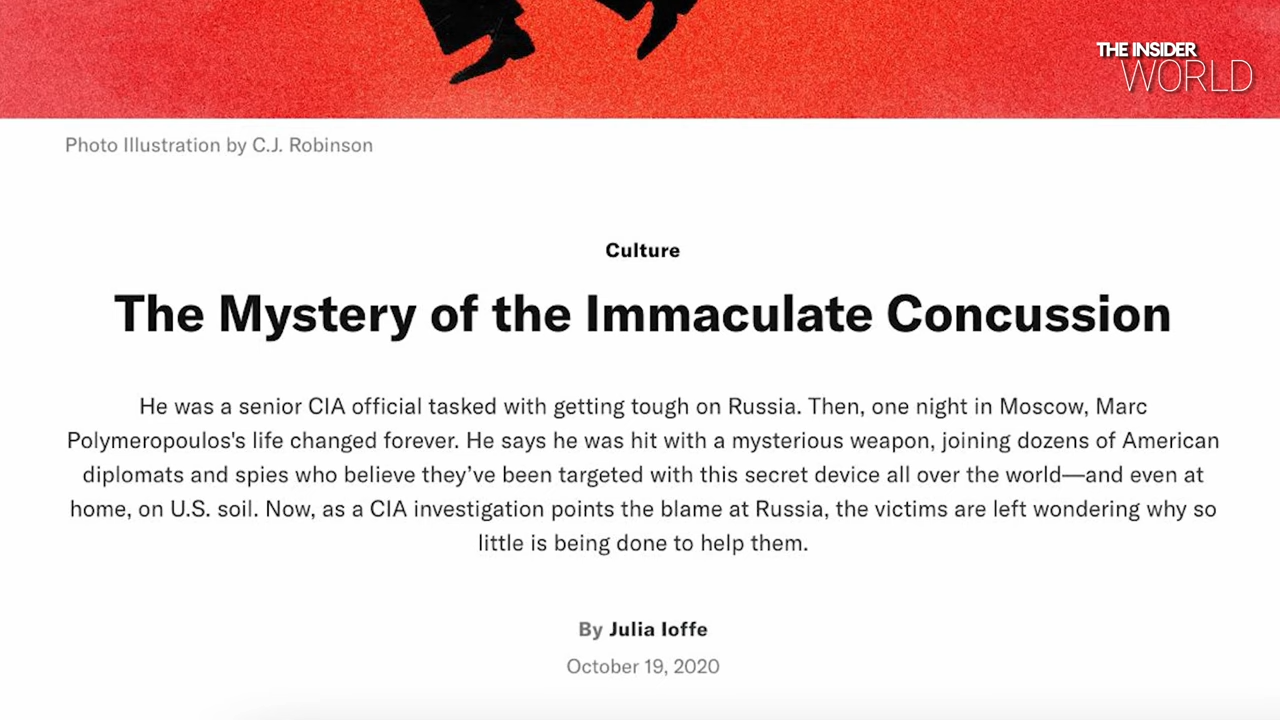 THE INSIDER
WORLD
Photo Illustration by C.J. Robinson
Culture
The Mystery of the Immaculate Concussion
He was a senior CIA official tasked with getting tough on Russia. Then, one night in Moscow, Marc
Polymeropoulos's life changed forever. He says he was hit with a mysterious weapon, joining dozens of American
diplomats and spies who believe they’ve been targeted with this secret device all over the world—and even at
home, on U.S. soil. Now, as a CIA investigation points the blame at Russia, the victims are left wondering why so
little is being done to help them.
By Julia Ioffe
October 19, 2020